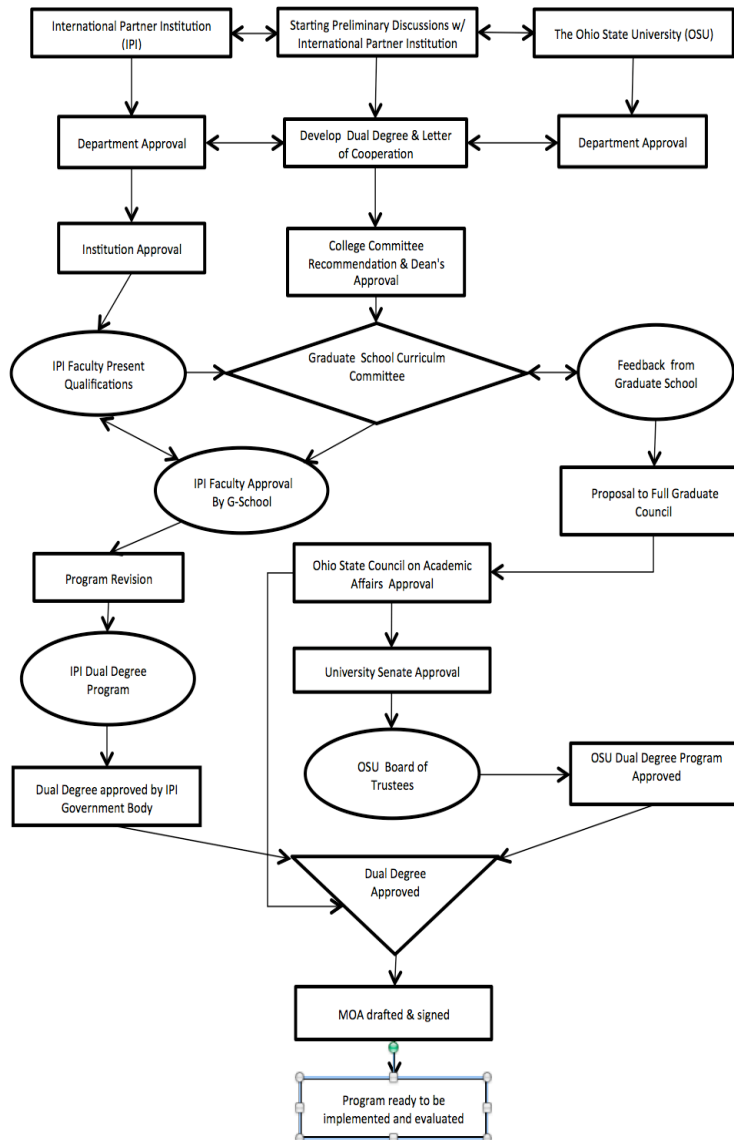 International Partner Institution
(IPI)
Starting Preliminary Discussions w/
International Partner Institution
The Ohio State University (OSU)
Department Approval
Develop Dual Degree & Letter
of Cooperation
Department Approval
Institution Approval
College Committee
Recommendation & Dean's
Approval
IPI Faculty Present
Qualifications
Graduate School Curriculm
Committee
Feedback from
Graduate School
IPI Faculty Approval
By G-School
Proposal to Full Graduate
Council
Program Revision
Ohio State Council on Academic
Affairs Approval
IPI Dual Degree
Program
University Senate Approval
OSU Board of
Trustees
OSU Dual Degree Program
Approved
Dual Degree approved by IPI
Government Body
Dual Degree
Approved
MOA drafted & signed
Program ready to be
implemented and evaluated